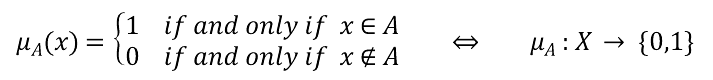 μ_A(x) = {1 if and only if x ∈ A
0 if and only if x ∉ A ⇔ μ_A : X → {0,1}